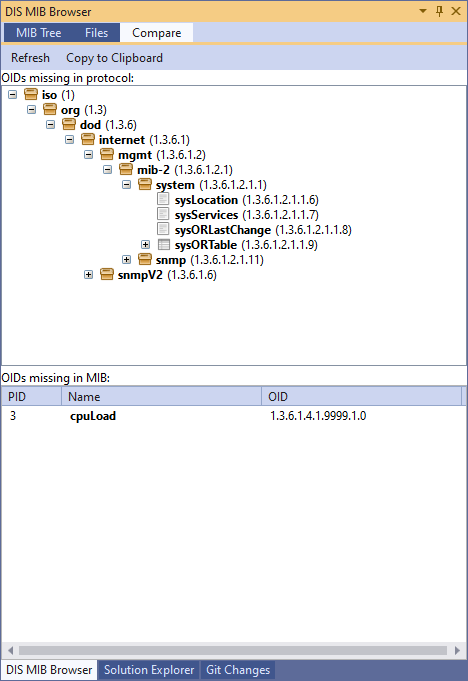 DIS MIB Browser
MIB Tree Files Compare
Refresh Copy to Clipboard
OIDs missing in protocol:
iso (1)
org (1.3)
dod (1.3.6)
internet (1.3.6.1)
mgmt (1.3.6.1.2)
mib-2 (1.3.6.1.2.1)
system (1.3.6.1.2.1.1)
sysLocation (1.3.6.1.2.1.1.6)
sysServices (1.3.6.1.2.1.1.7)
sysORLastChange (1.3.6.1.2.1.1.8)
sysORTable (1.3.6.1.2.1.1.9)
snmp (1.3.6.1.2.1.11)
snmpV2 (1.3.6.1.6)
OIDs missing in MIB:
PID Name OID
3 cpuLoad 1.3.6.1.4.1.9999.1.0
DIS MIB Browser Solution Explorer Git Changes